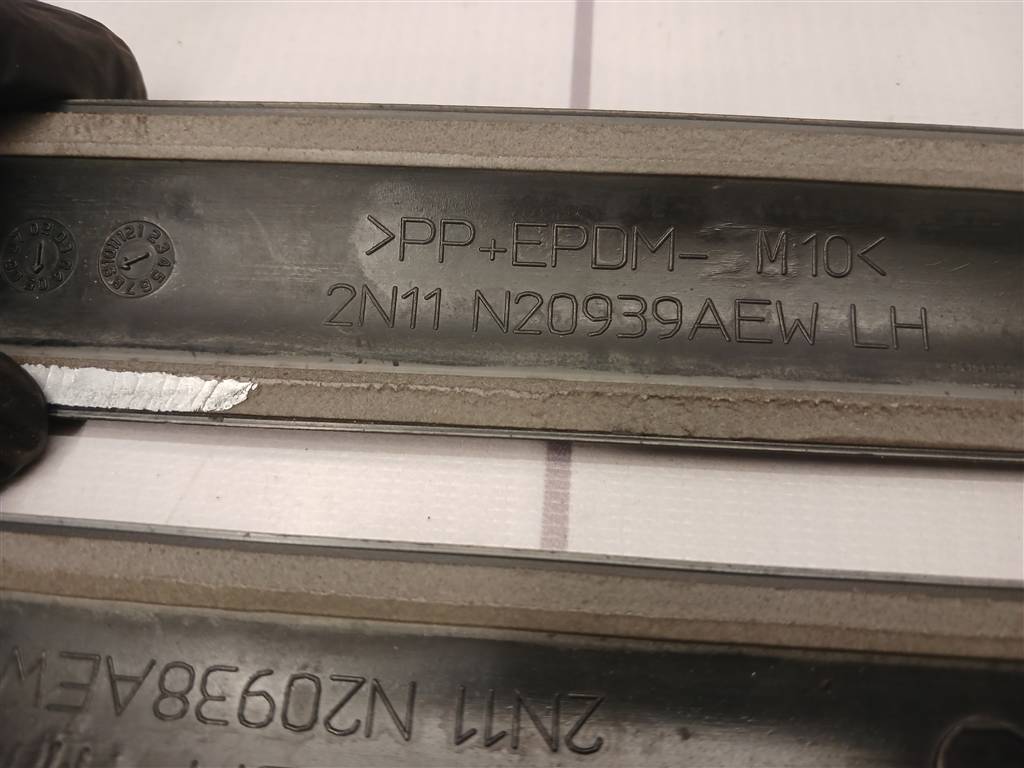 >PP+EPDM- M10<
2N11 N20939AEW LH
2N11 N20938AEW